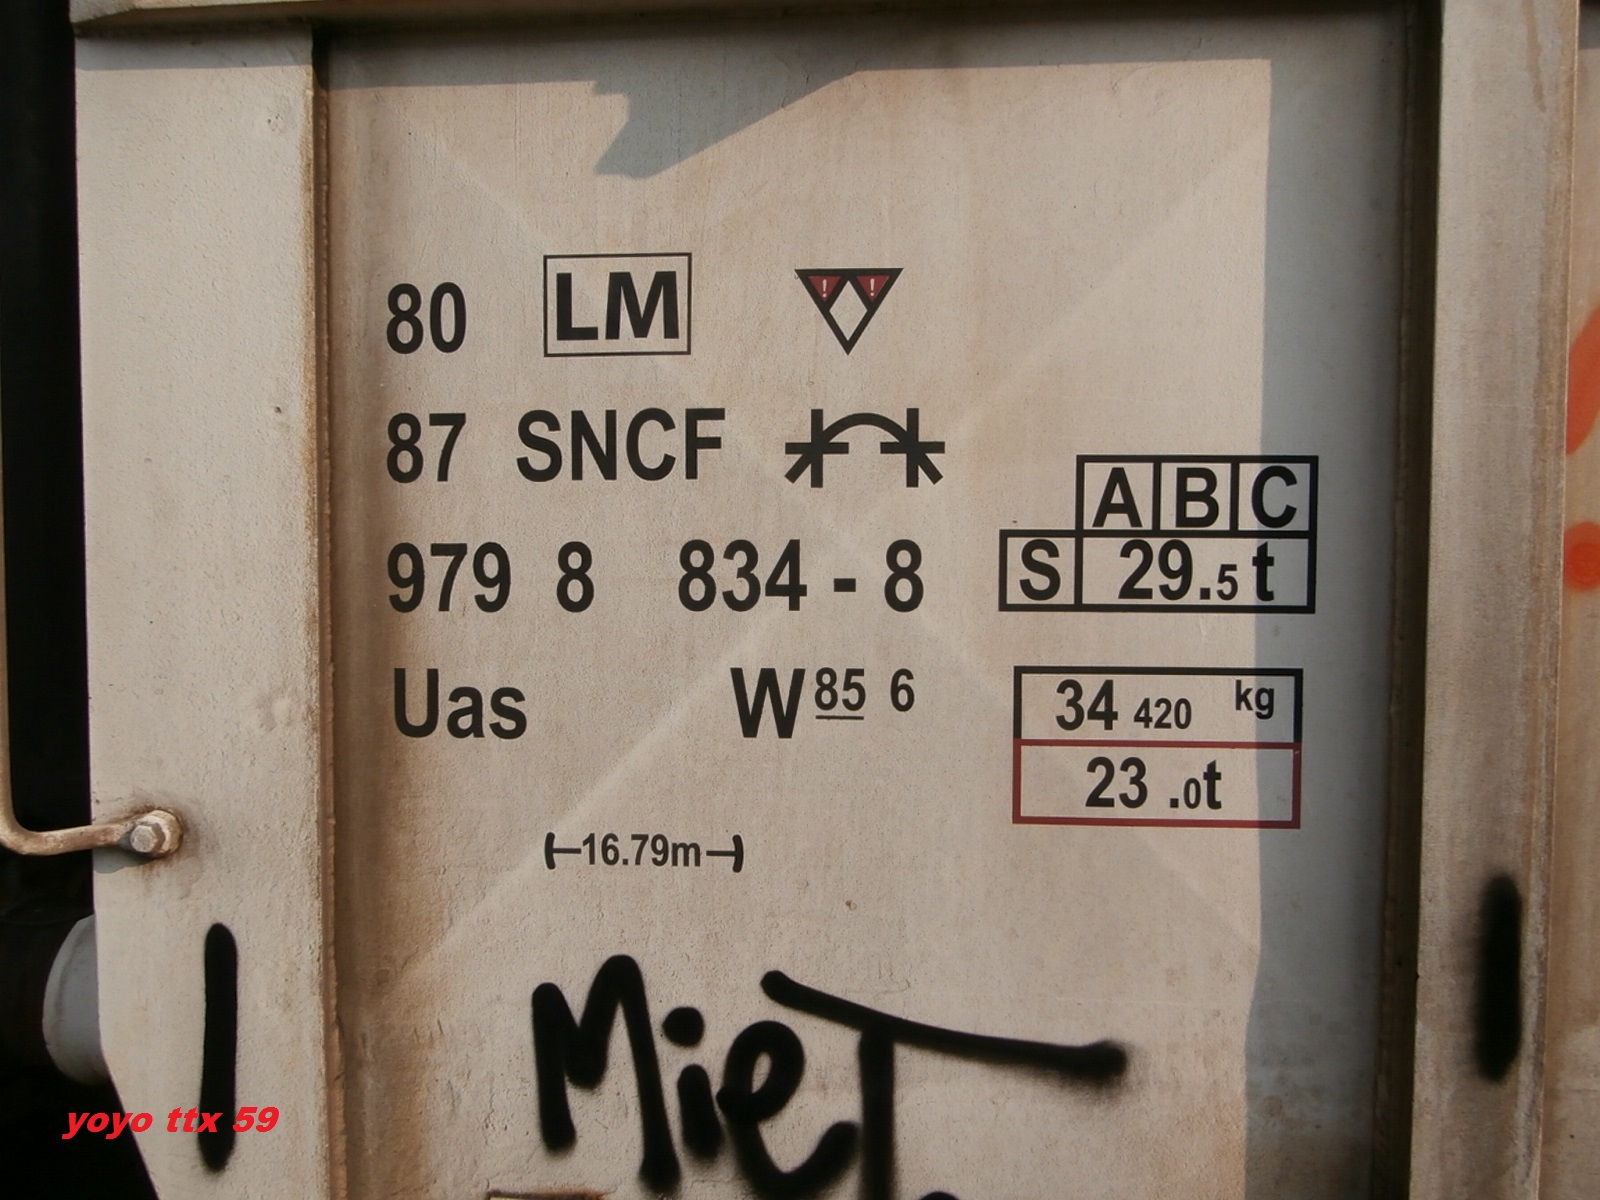 80 LM ! !
87 SNCF
979 8 834 - 8
A B C
S 29.5 t
Uas W 85 6
34 420 kg
23 .0t
16.79m
MieT
yoyo ttx 59